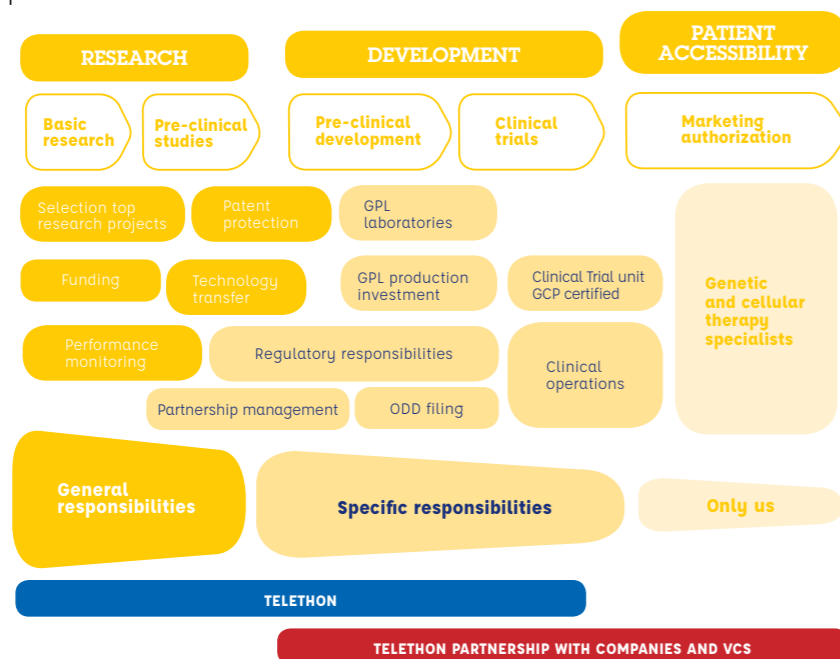 RESEARCH
DEVELOPMENT
PATIENT
ACCESSIBILITY
Basic
research
Pre-clinical
studies
Pre-clinical
development
Clinical
trials
Marketing
authorization
Selection top
research projects
Patent
protection
GPL
laboratories
Funding
Technology
transfer
GPL production
investment
Clinical Trial unit
GCP certified
Genetic
and cellular
therapy
specialists
Performance
monitoring
Regulatory responsibilities
Clinical
operations
Partnership management
ODD filing
General
responsibilities
Specific responsibilities
Only us
TELETHON
TELETHON PARTNERSHIP WITH COMPANIES AND VCS